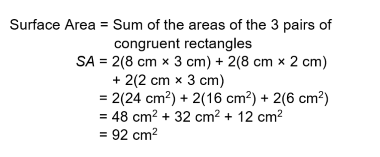 Surface Area = Sum of the areas of the 3 pairs of
congruent rectangles
SA = 2(8 cm × 3 cm) + 2(8 cm × 2 cm)
+ 2(2 cm × 3 cm)
= 2(24 cm²) + 2(16 cm²) + 2(6 cm²)
= 48 cm² + 32 cm² + 12 cm²
= 92 cm²